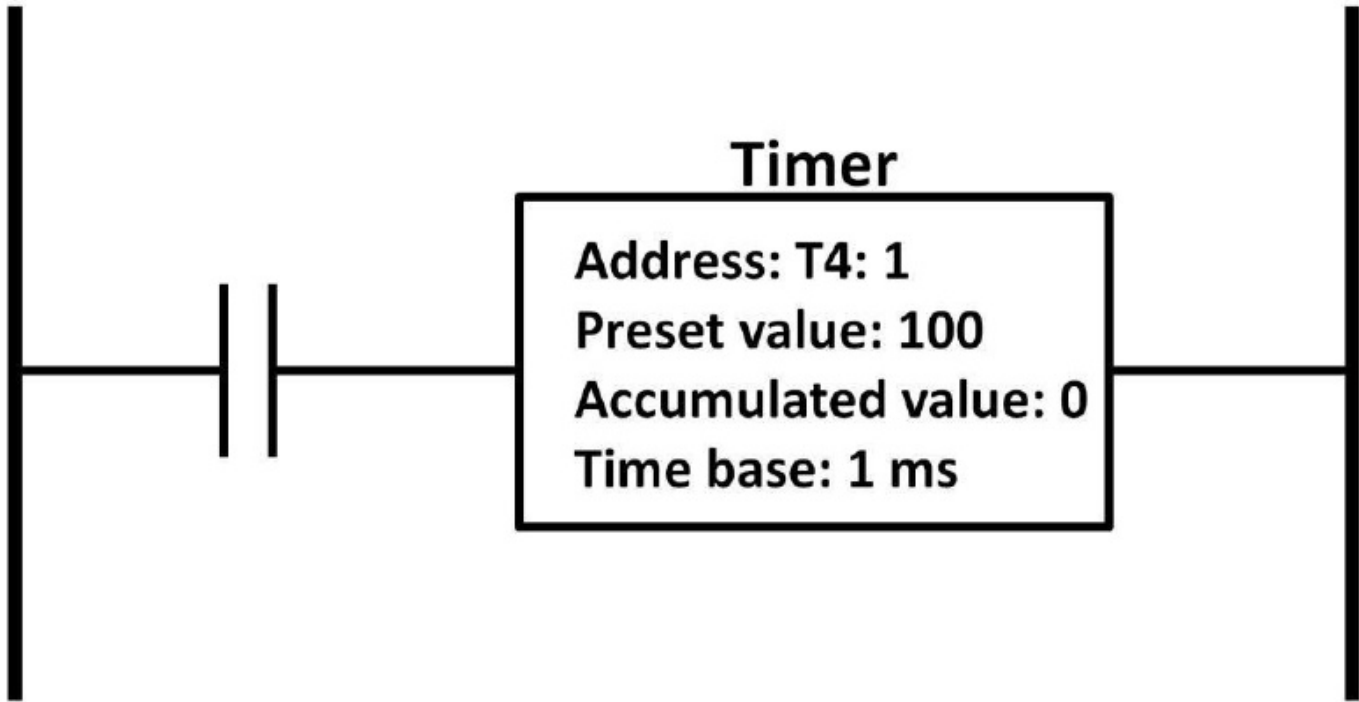 Timer
Address: T4: 1
Preset value: 100
Accumulated value: 0
Time base: 1 ms